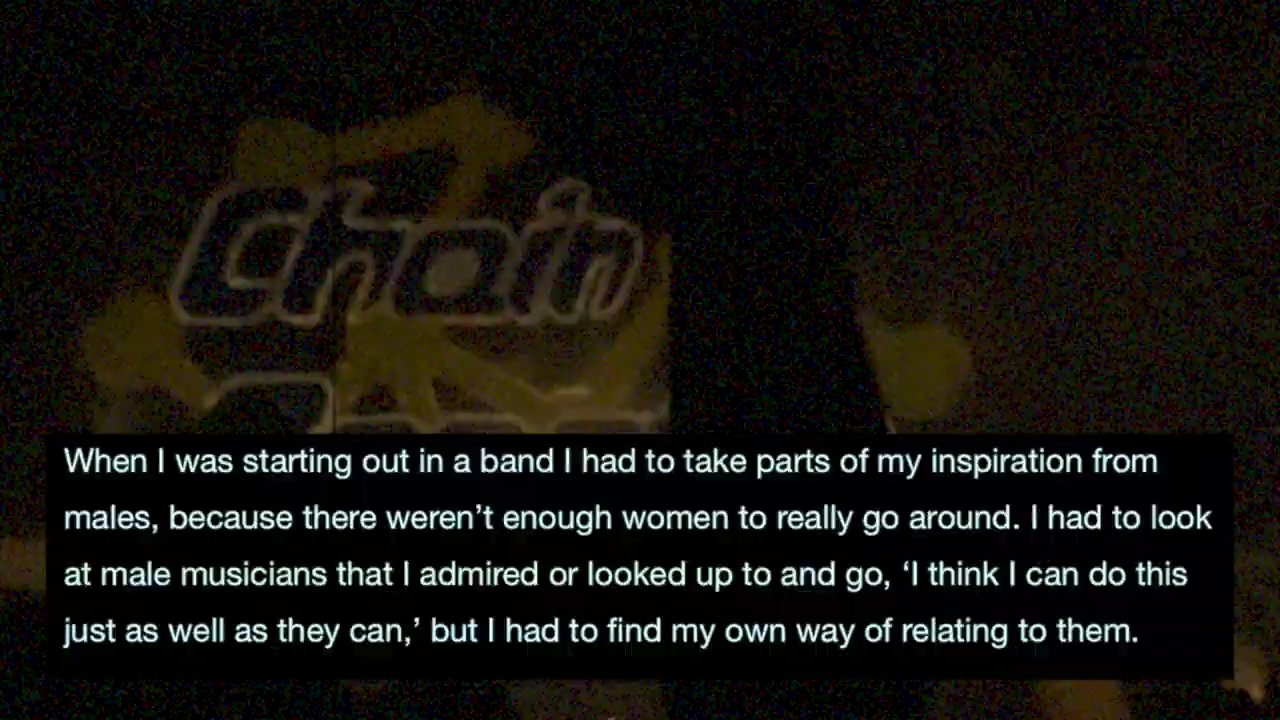 Chain
When I was starting out in a band I had to take parts of my inspiration from
males, because there weren’t enough women to really go around. I had to look
at male musicians that I admired or looked up to and go, ‘I think I can do this
just as well as they can,’ but I had to find my own way of relating to them.